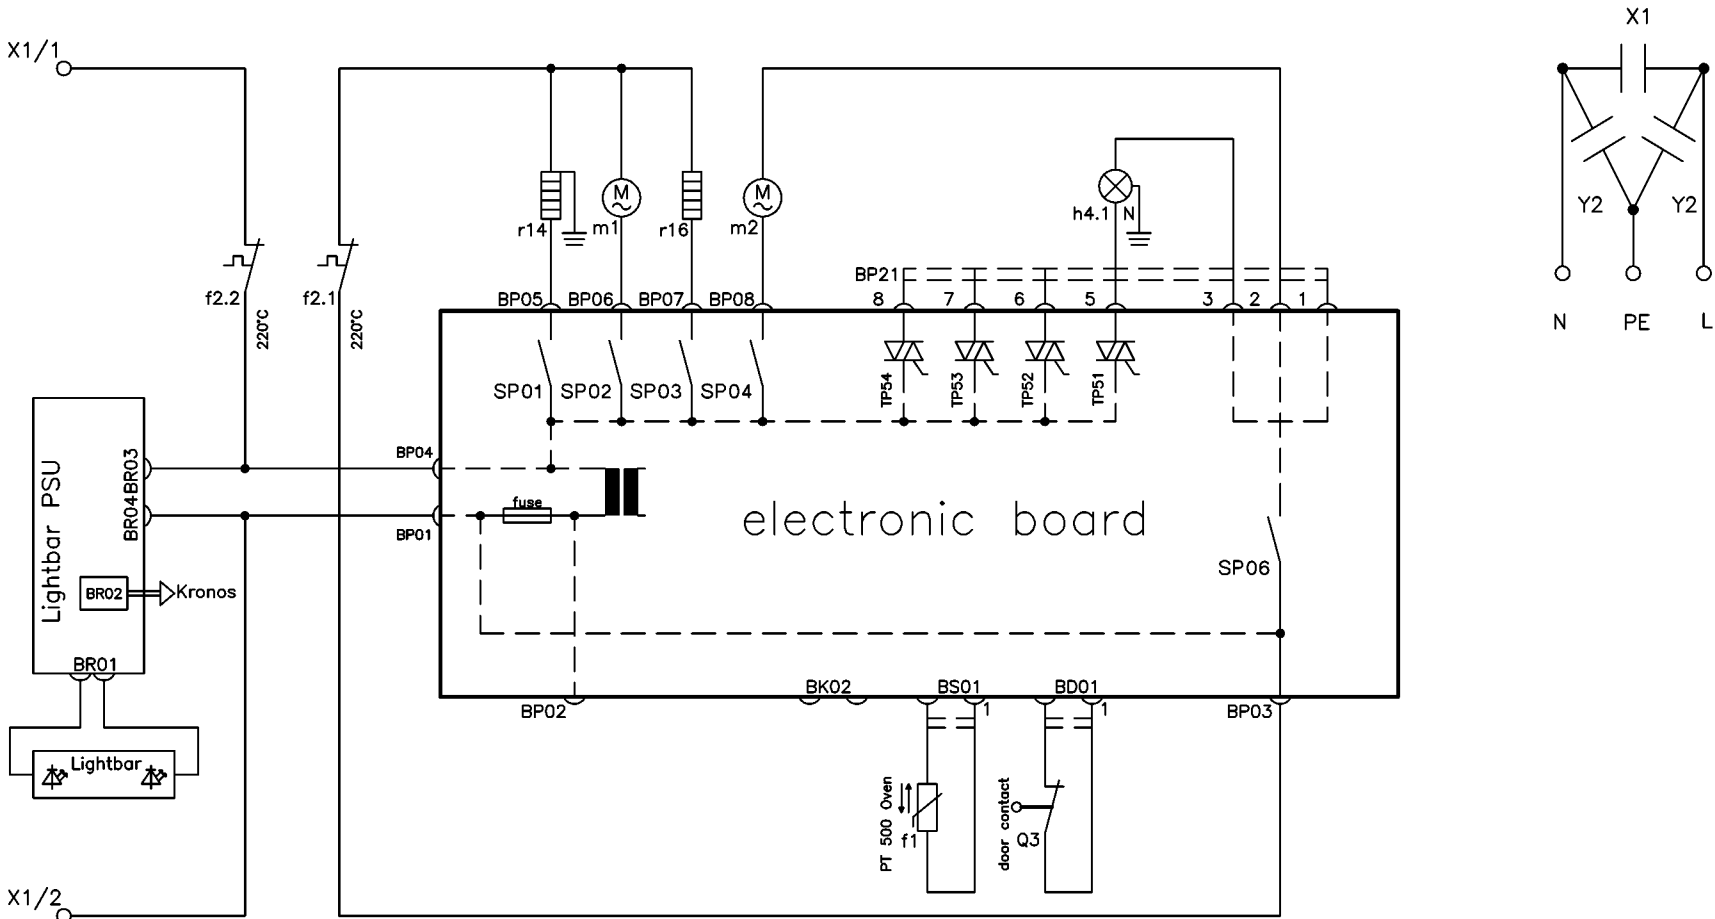 X1/1
X1
r14
M
m1
r16
M
m2
h4.1 N
Y2 Y2
N PE L
f2.2
220°C
f2.1
220°C
BP21
BP05 BP06 BP07 BP08 8 7 6 5 3 2 1
SP01 SP02 SP03 SP04
TP54 TP53 TP52 TP51
BP04
BP01
fuse
electronic board
SP06
Lightbar PSU
BR04 BR03
BR02 Kronos
BR01
Lightbar
BP02
BK02
BS01
1
BD01
1
BP03
PT 500 Oven
f1
door contact
Q3
X1/2